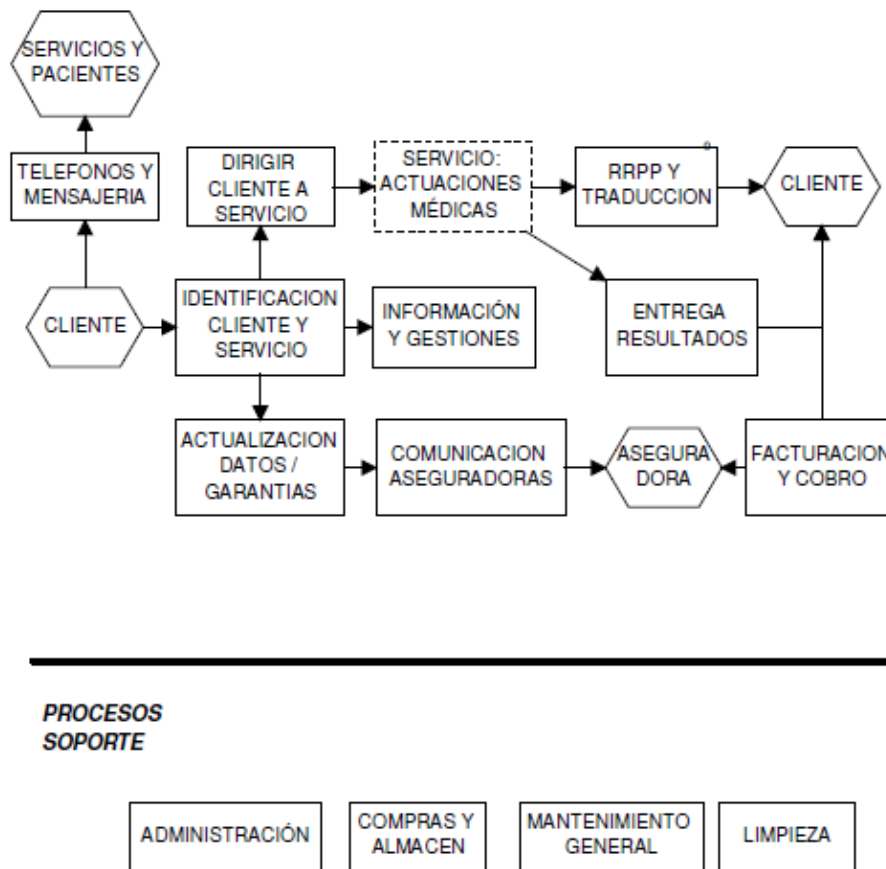 SERVICIOS Y
PACIENTES
TELEFONOS Y
MENSAJERIA
DIRIGIR
CLIENTE A
SERVICIO
SERVICIO:
ACTUACIONES
MÉDICAS
RRPP Y
TRADUCCION
CLIENTE
CLIENTE
IDENTIFICACION
CLIENTE Y
SERVICIO
INFORMACIÓN
Y GESTIONES
ENTREGA
RESULTADOS
ACTUALIZACION
DATOS /
GARANTIAS
COMUNICACION
ASEGURADORAS
ASEGURA
DORA
FACTURACION
Y COBRO
PROCESOS
SOPORTE
ADMINISTRACIÓN
COMPRAS Y
ALMACEN
MANTENIMIENTO
GENERAL
LIMPIEZA